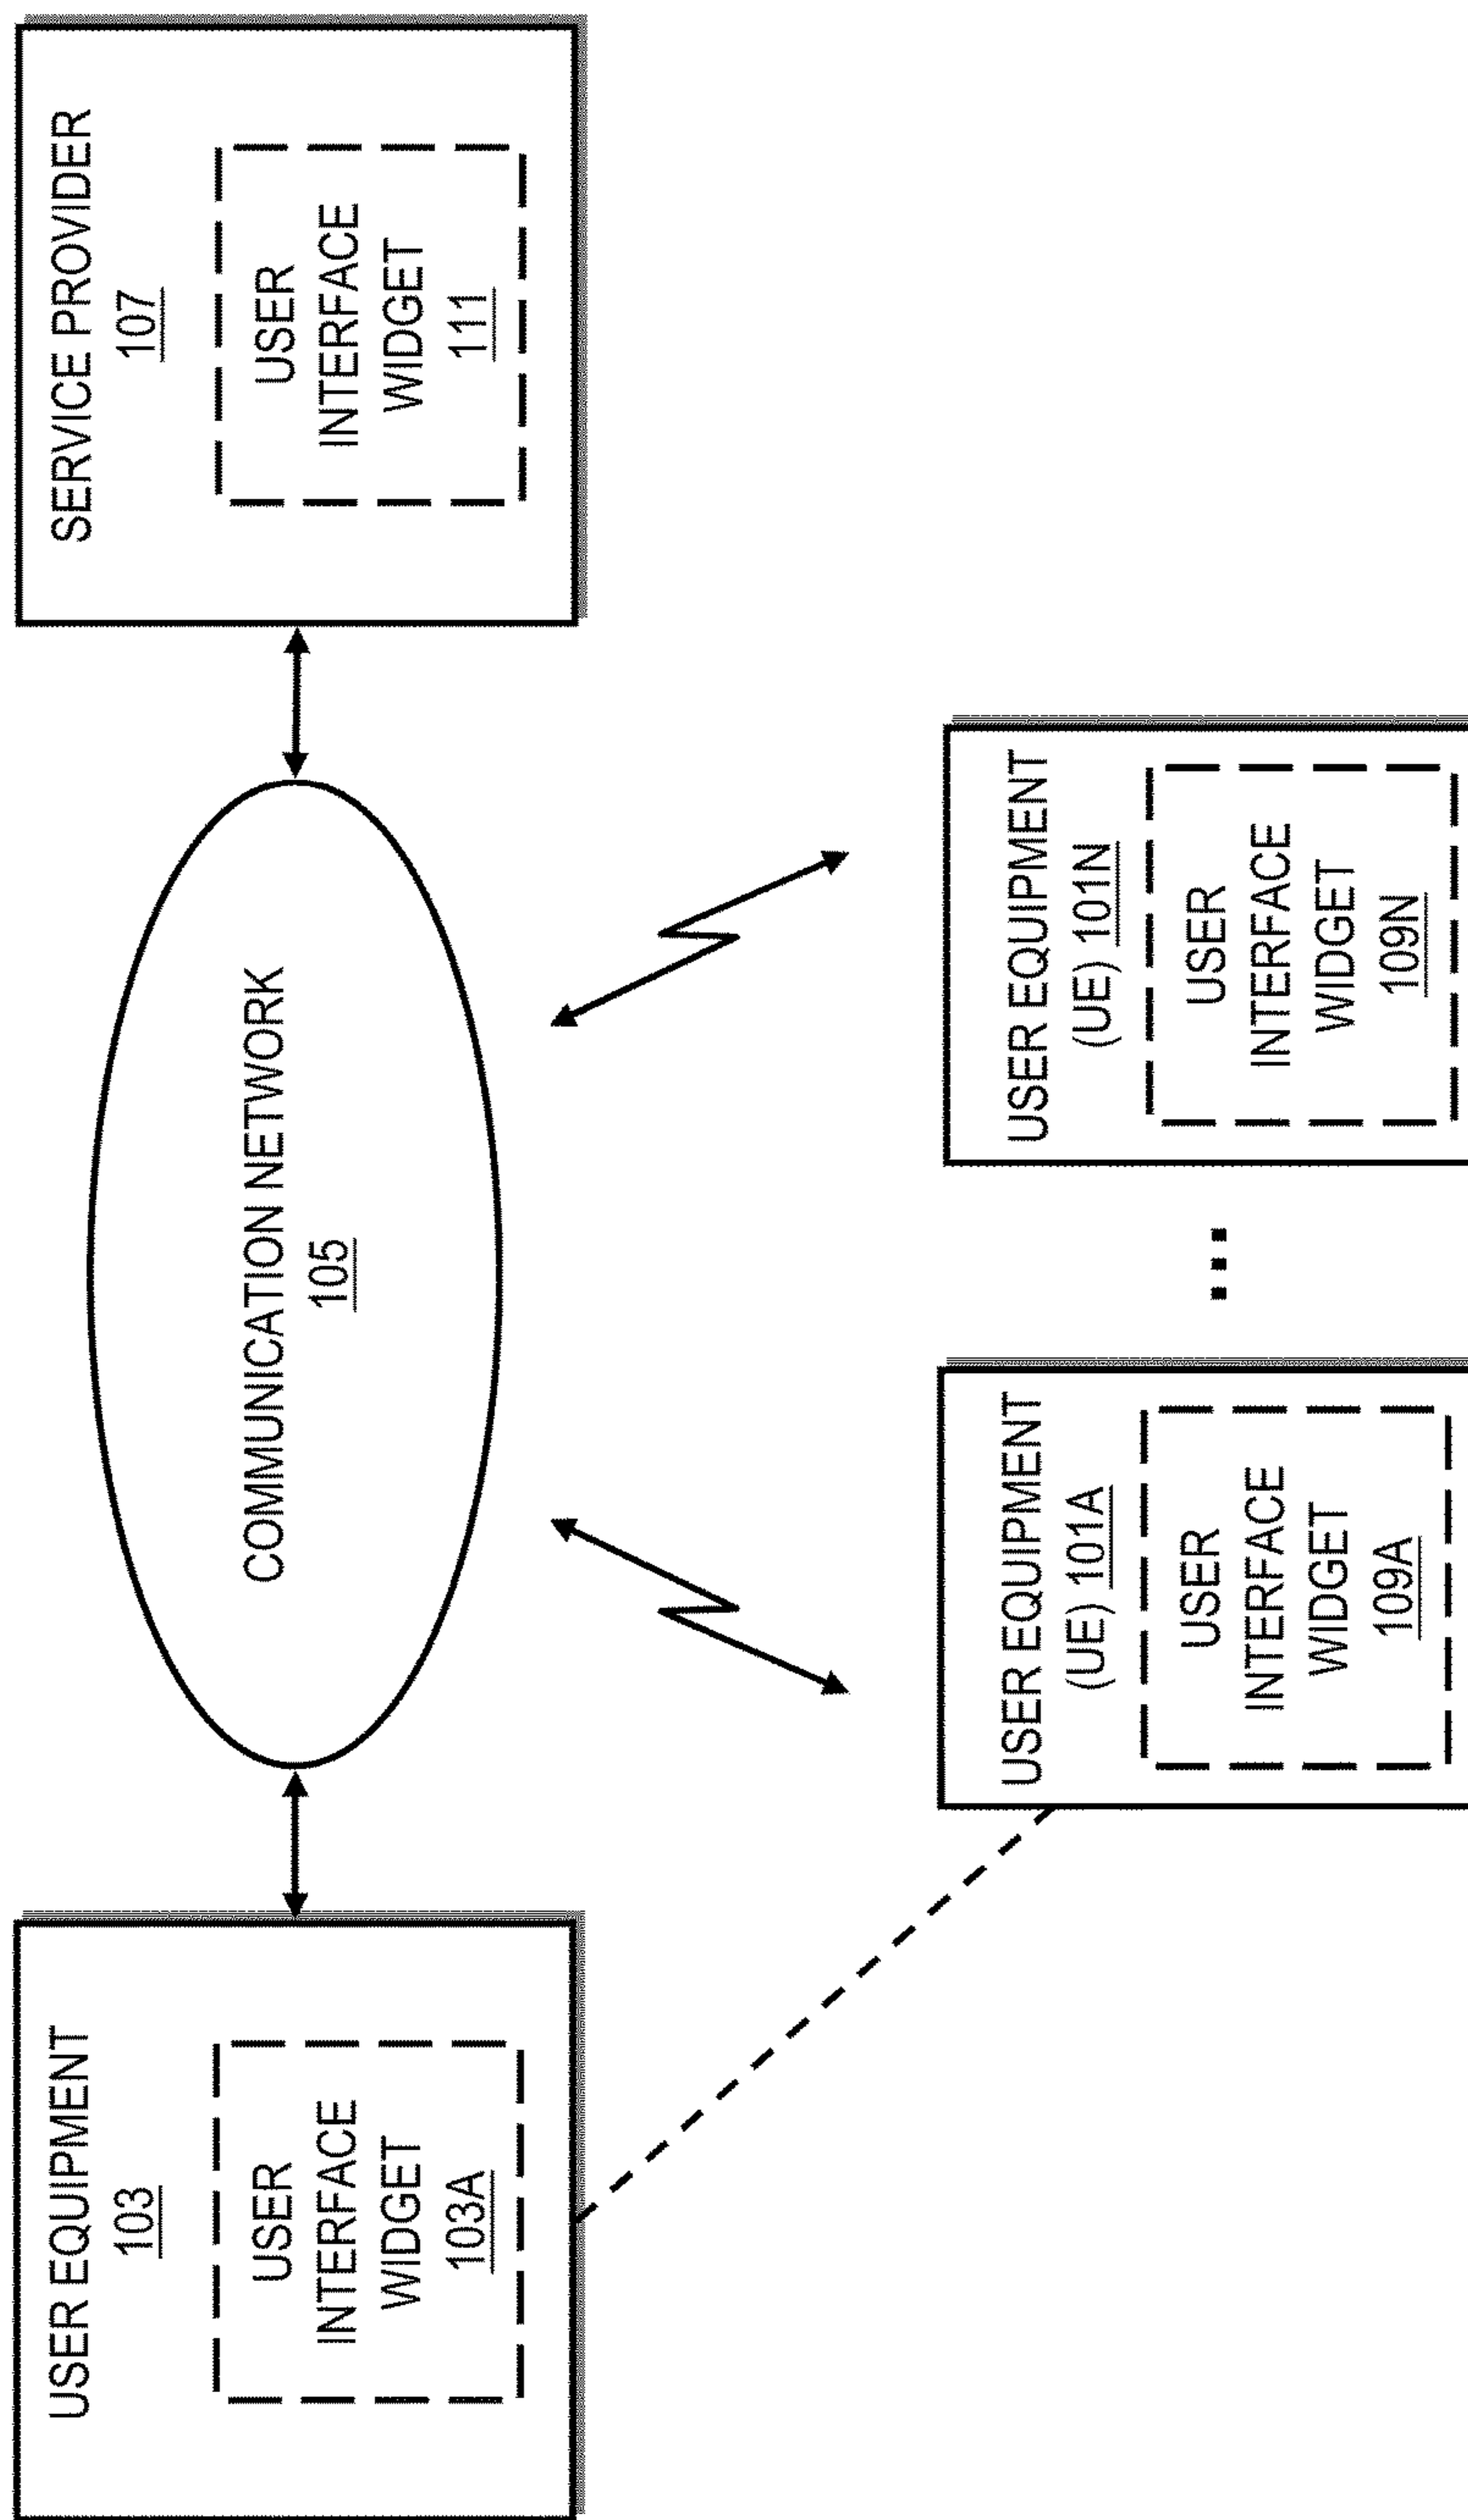 USER EQUIPMENT
103
USER
INTERFACE
WIDGET
103A
COMMUNICATION NETWORK
105
SERVICE PROVIDER
107
USER
INTERFACE
WIDGET
111
USER EQUIPMENT
(UE) 101A
USER
INTERFACE
WIDGET
109A
...
USER EQUIPMENT
(UE) 101N
USER
INTERFACE
WIDGET
109N